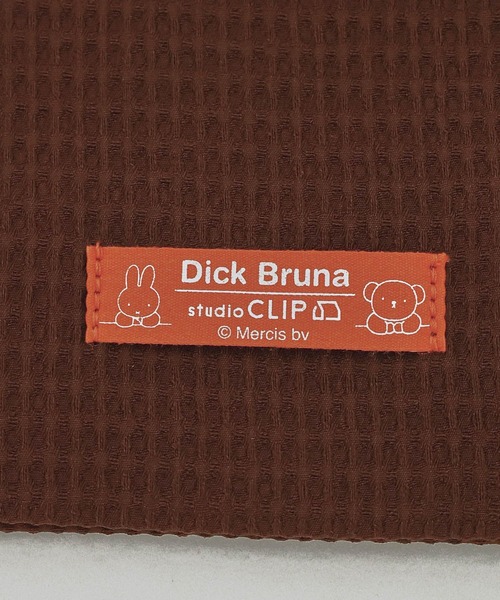 Dick Bruna
studio CLIP
© Mercis bv